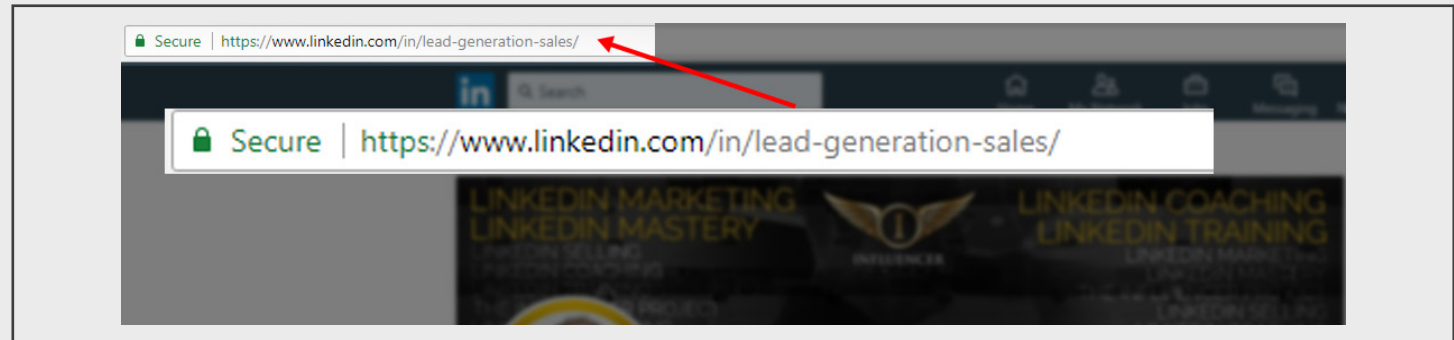 Secure | https://www.linkedin.com/in/lead-generation-sales/
in Search
Messaging
Secure | https://www.linkedin.com/in/lead-generation-sales/
LINKEDIN MARKETING
LINKEDIN MASTERY
LINKEDIN SELLING
LINKEDIN COACHING
INFLUENCER
LINKEDIN COACHING
LINKEDIN TRAINING
LINKEDIN MARKETING
LINKEDIN MASTERY
LINKEDIN SELLING